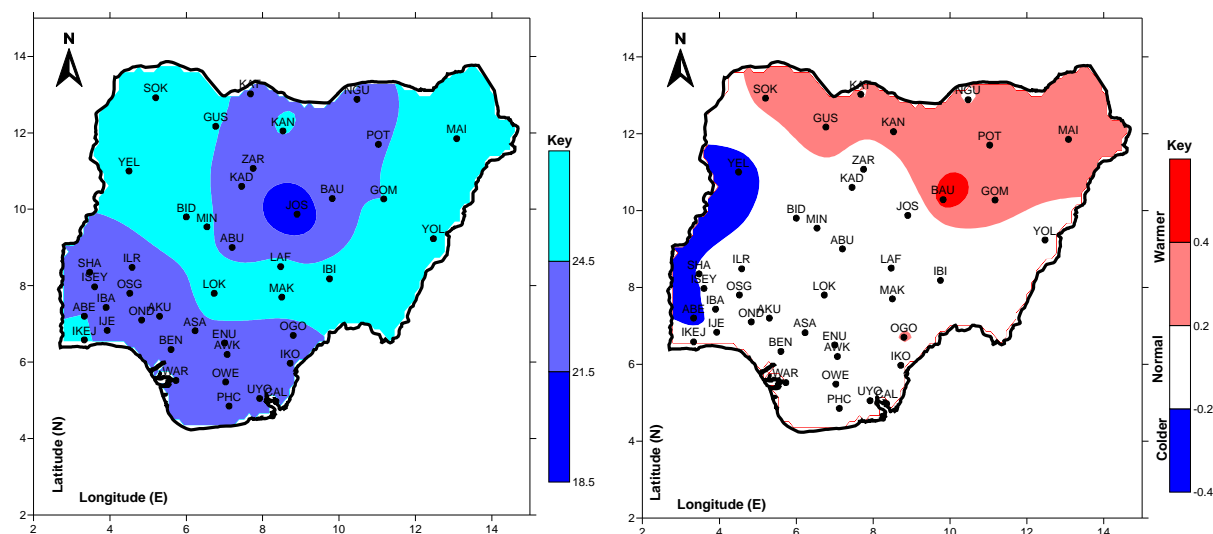 N
14
12
10
8
6
4
2
2
4
6
8
10
12
14
Latitude (N)
Longitude (E)
SOK
KAT
NGU
GUS
KAN
POT
MAI
YEL
ZAR
KAD
BAU
GOM
BID
MIN
JOS
ABU
YOL
SHA
ILR
LAF
ISEY
IBI
OSG
LOK
MAK
ABE
IBA
OND
AKU
IKEJ
IJE
ASA
OGO
BEN
ENU
AWK
IKO
WAR
OWE
PHC
UYO
CAL
Key
24.5
21.5
18.5
N
14
12
10
8
6
4
2
2
4
6
8
10
12
14
Latitude (N)
Longitude (E)
SOK
KAT
NGU
GUS
KAN
POT
MAI
YEL
ZAR
KAD
BAU
GOM
BID
MIN
JOS
ABU
YOL
SHA
ILR
LAF
ISEY
IBI
OSG
LOK
MAK
ABE
IBA
OND
AKU
IKEJ
IJE
ASA
OGO
BEN
ENU
AWK
IKO
WAR
OWE
PHC
UYO
CAL
Key
Warmer
0.4
0.2
Normal
-0.2
Colder
-0.4